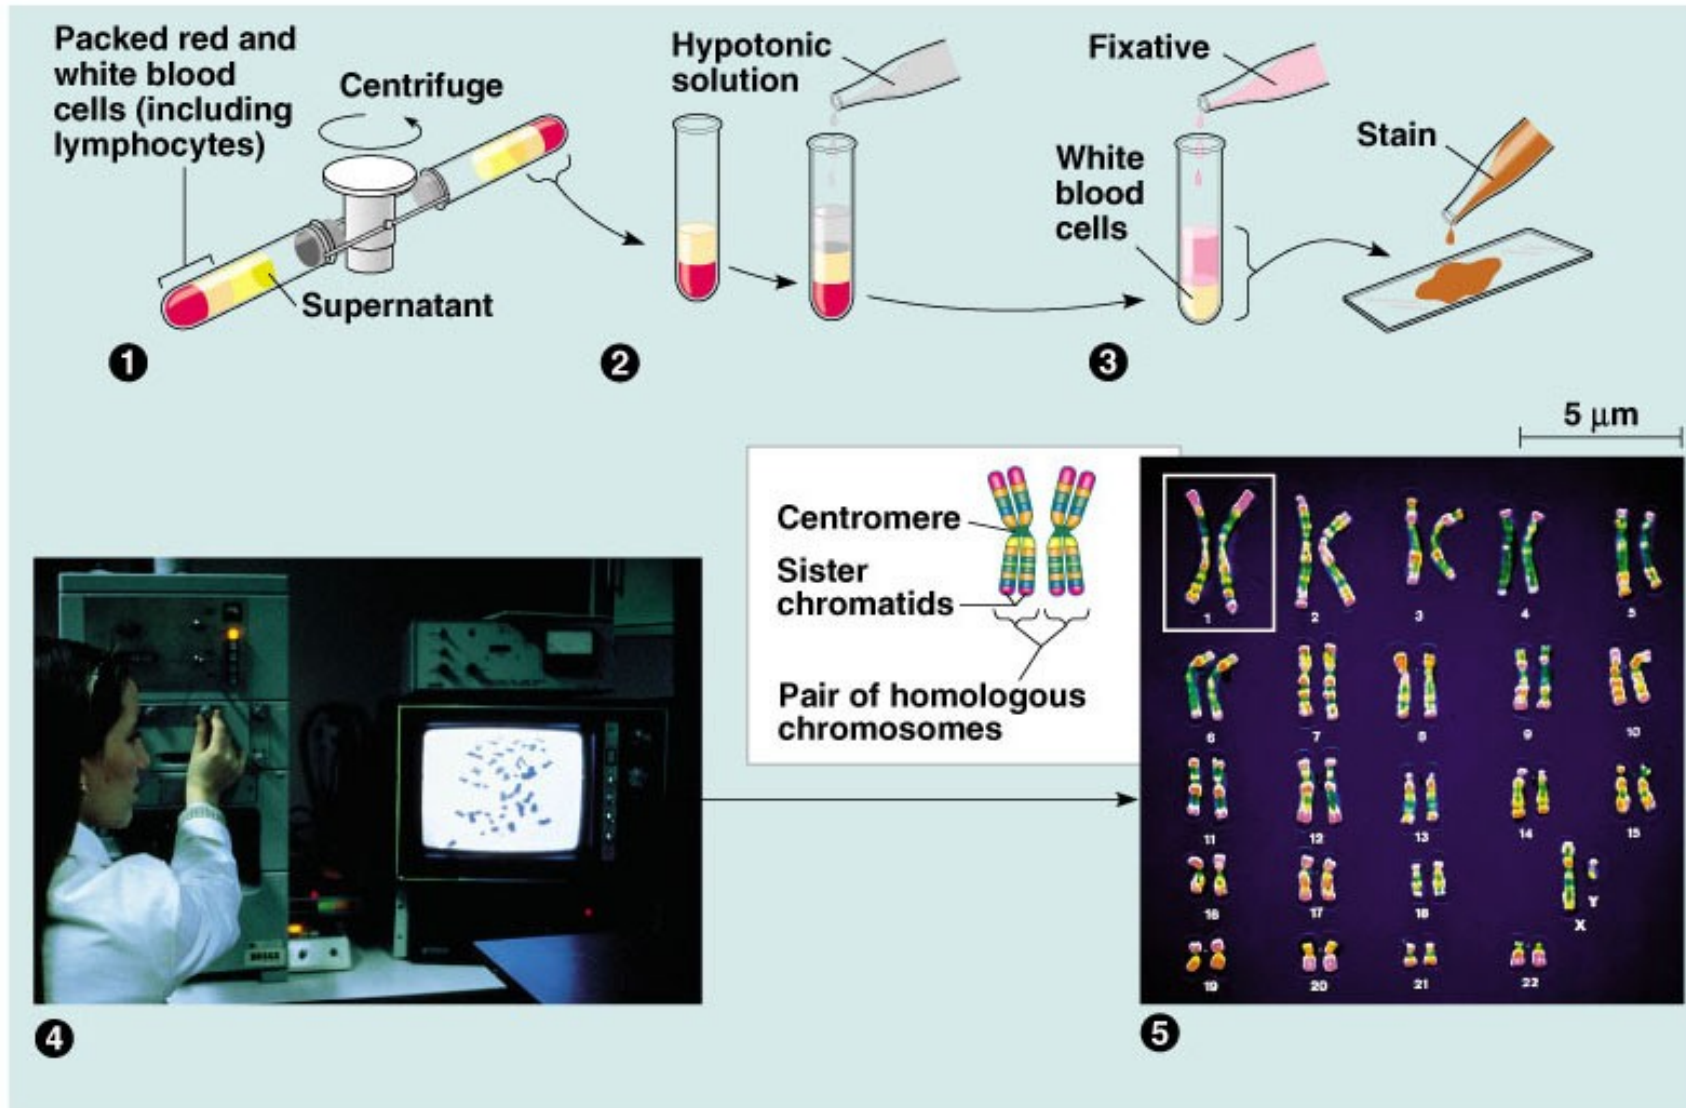 Packed red and
white blood
cells (including
lymphocytes)
Centrifuge
Supernatant
1
Hypotonic
solution
2
Fixative
White
blood
cells
Stain
3
5 μm
Centromere
Sister
chromatids
Pair of homologous
chromosomes
4
1
2
3
4
5
6
7
8
9
10
11
12
13
14
15
16
17
18
X
Y
19
20
21
22
5